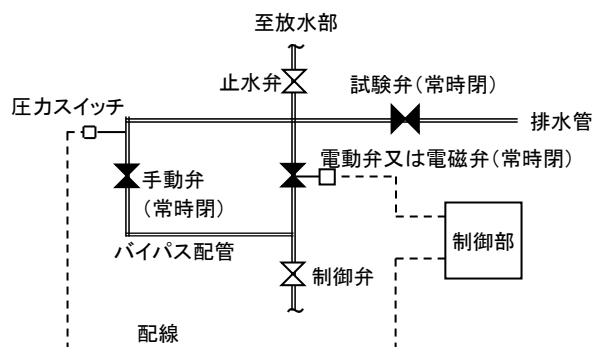 至放水部
止水弁
試験弁(常時閉)
圧力スイッチ
排水管
手動弁
(常時閉)
電動弁又は電磁弁(常時閉)
制御部
バイパス配管
制御弁
配線